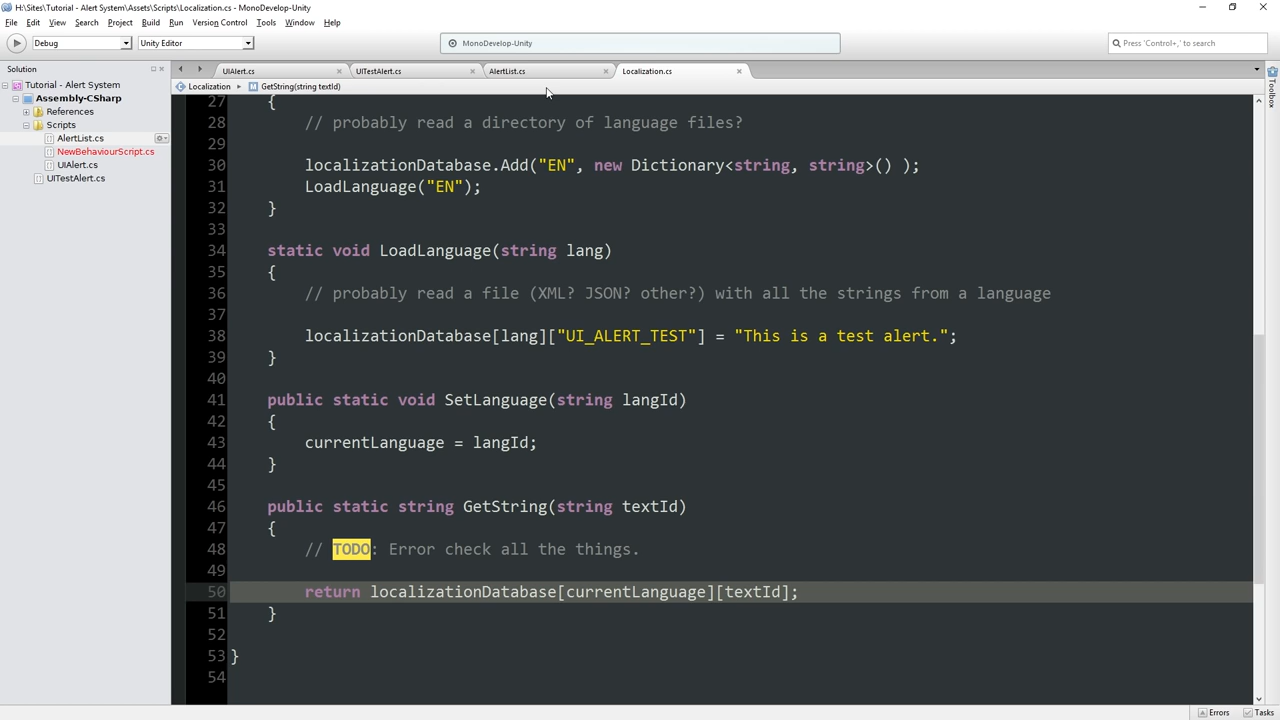 H:\Sites\Tutorial - Alert System\Assets\Scripts\Localization.cs - MonoDevelop-Unity
File Edit View Search Project Build Run Version Control Tools Window Help
Debug Unity Editor MonoDevelop-Unity Press 'Control+,' to search
Solution
UIAlert.cs UITestAlert.cs AlertList.cs Localization.cs
Tutorial - Alert System
Assembly-CSharp
References
Scripts
AlertList.cs
NewBehaviourScript.cs
UIAlert.cs
UITestAlert.cs
Localization GetString(string textId)
27 {
28 // probably read a directory of language files?
29
30 localizationDatabase.Add("EN", new Dictionary<string, string>() );
31 LoadLanguage("EN");
32 }
33
34 static void LoadLanguage(string lang)
35 {
36 // probably read a file (XML? JSON? other?) with all the strings from a language
37
38 localizationDatabase[lang]["UI_ALERT_TEST"] = "This is a test alert.";
39 }
40
41 public static void SetLanguage(string langId)
42 {
43 currentLanguage = langId;
44 }
45
46 public static string GetString(string textId)
47 {
48 // TODO: Error check all the things.
49
50 return localizationDatabase[currentLanguage][textId];
51 }
52
53 }
54
Toolbox
Errors Tasks